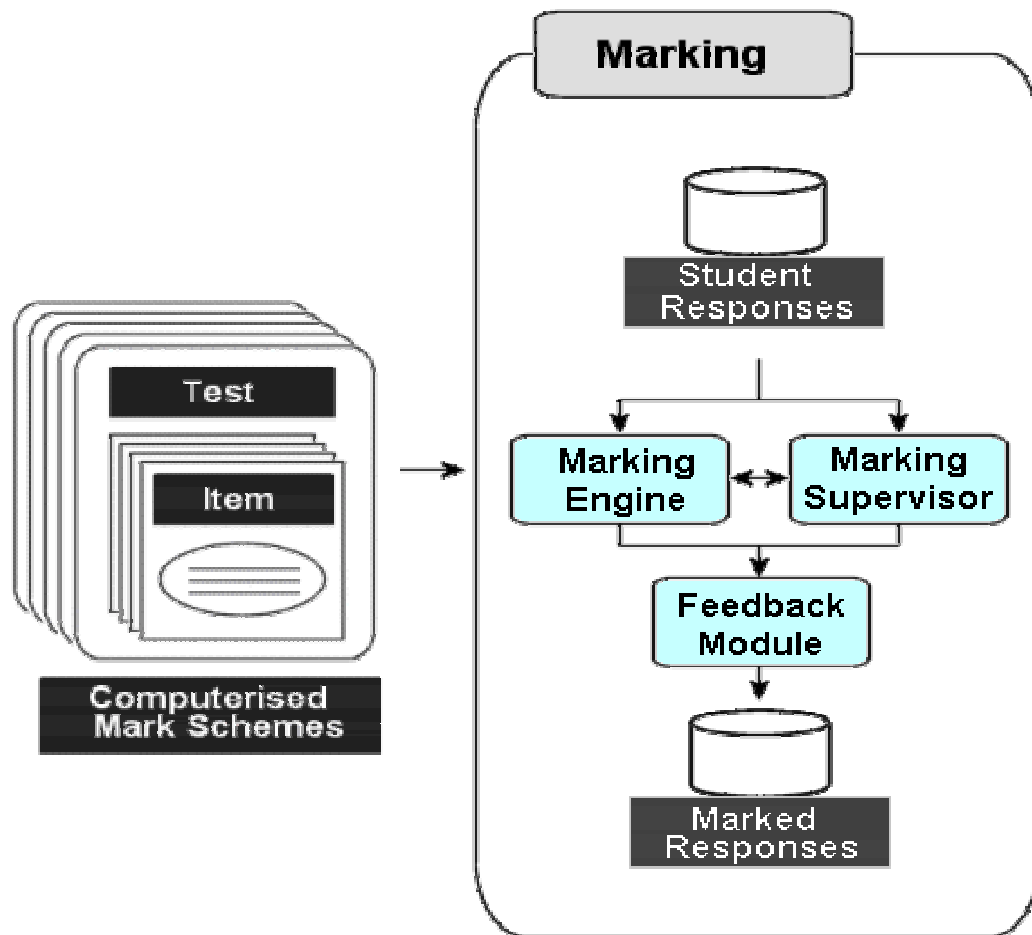 Marking
Student
Responses
Test
Marking
Engine
Marking
Supervisor
Item
Feedback
Module
Computerised
Mark Schemes
Marked
Responses